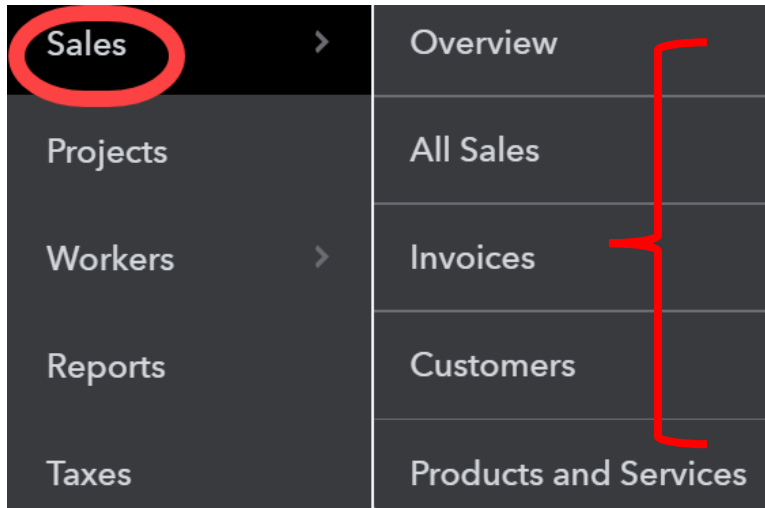 Sales
Projects
Workers
Reports
Taxes
Overview
All Sales
Invoices
Customers
Products and Services